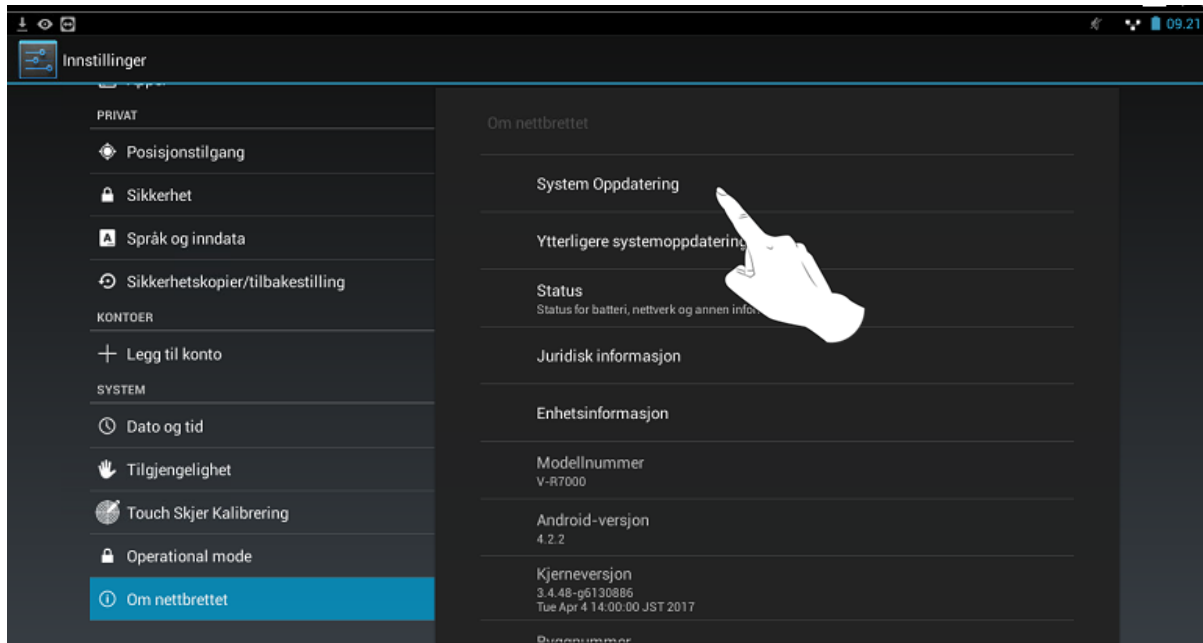 09.21
Innstillinger
PRIVAT
Posisjonstilgang
Sikkerhet
Språk og inndata
Sikkerhetskopier/tilbakestilling
KONTOER
Legg til konto
SYSTEM
Dato og tid
Tilgjengelighet
Touch Skjer Kalibrering
Operational mode
Om nettbrettet
Om nettbrettet
System Oppdatering
Ytterligere systemoppdatering
Status
Status for batteri, nettverk og annen
Juridisk informasjon
Enhetsinformasjon
Modellnummer
V-R7000
Android-versjon
4.2.2
Kjerneversjon
3.4.48-g6130886
Tue Apr 4 14:00:00 JST 2017